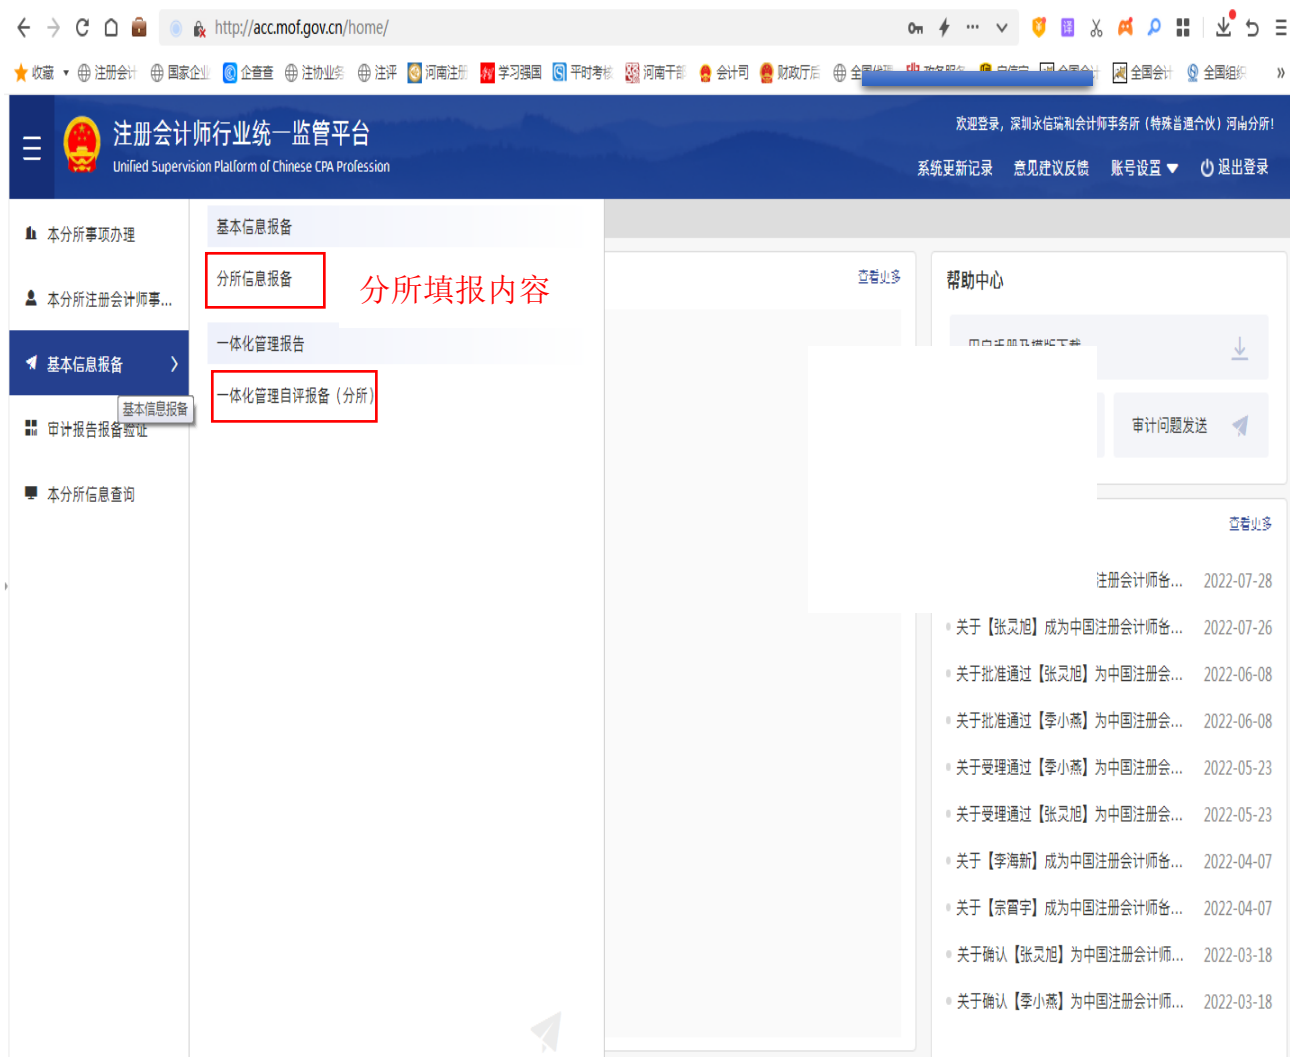 http://acc.mof.gov.cn/home/
收藏 注册会计 国家企业 企查查 注协业务 注评 河南注册 学习强国 平时考核 河南干部 会计司 财政厅后 全国会计 全国组织
注册会计师行业统一监管平台
Unified Supervision Platform of Chinese CPA Profession
欢迎登录，深圳永信瑞和会计师事务所（特殊普通合伙）河南分所！
系统更新记录 意见建议反馈 账号设置 退出登录
本分所事项办理
本分所注册会计师事...
基本信息报备
基本信息报备
审计报告报备验证
本分所信息查询
基本信息报备
分所信息报备
分所填报内容
一体化管理报告
一体化管理自评报备（分所）
查看更多
帮助中心
用户手册及模版下载
审计问题发送
查看更多
注册会计师备... 2022-07-28
关于【张灵旭】成为中国注册会计师备... 2022-07-26
关于批准通过【张灵旭】为中国注册会... 2022-06-08
关于批准通过【李小燕】为中国注册会... 2022-06-08
关于受理通过【李小燕】为中国注册会... 2022-05-23
关于受理通过【张灵旭】为中国注册会... 2022-05-23
关于【李海新】成为中国注册会计师备... 2022-04-07
关于【宗霄宇】成为中国注册会计师备... 2022-04-07
关于确认【张灵旭】为中国注册会计师... 2022-03-18
关于确认【李小燕】为中国注册会计师... 2022-03-18